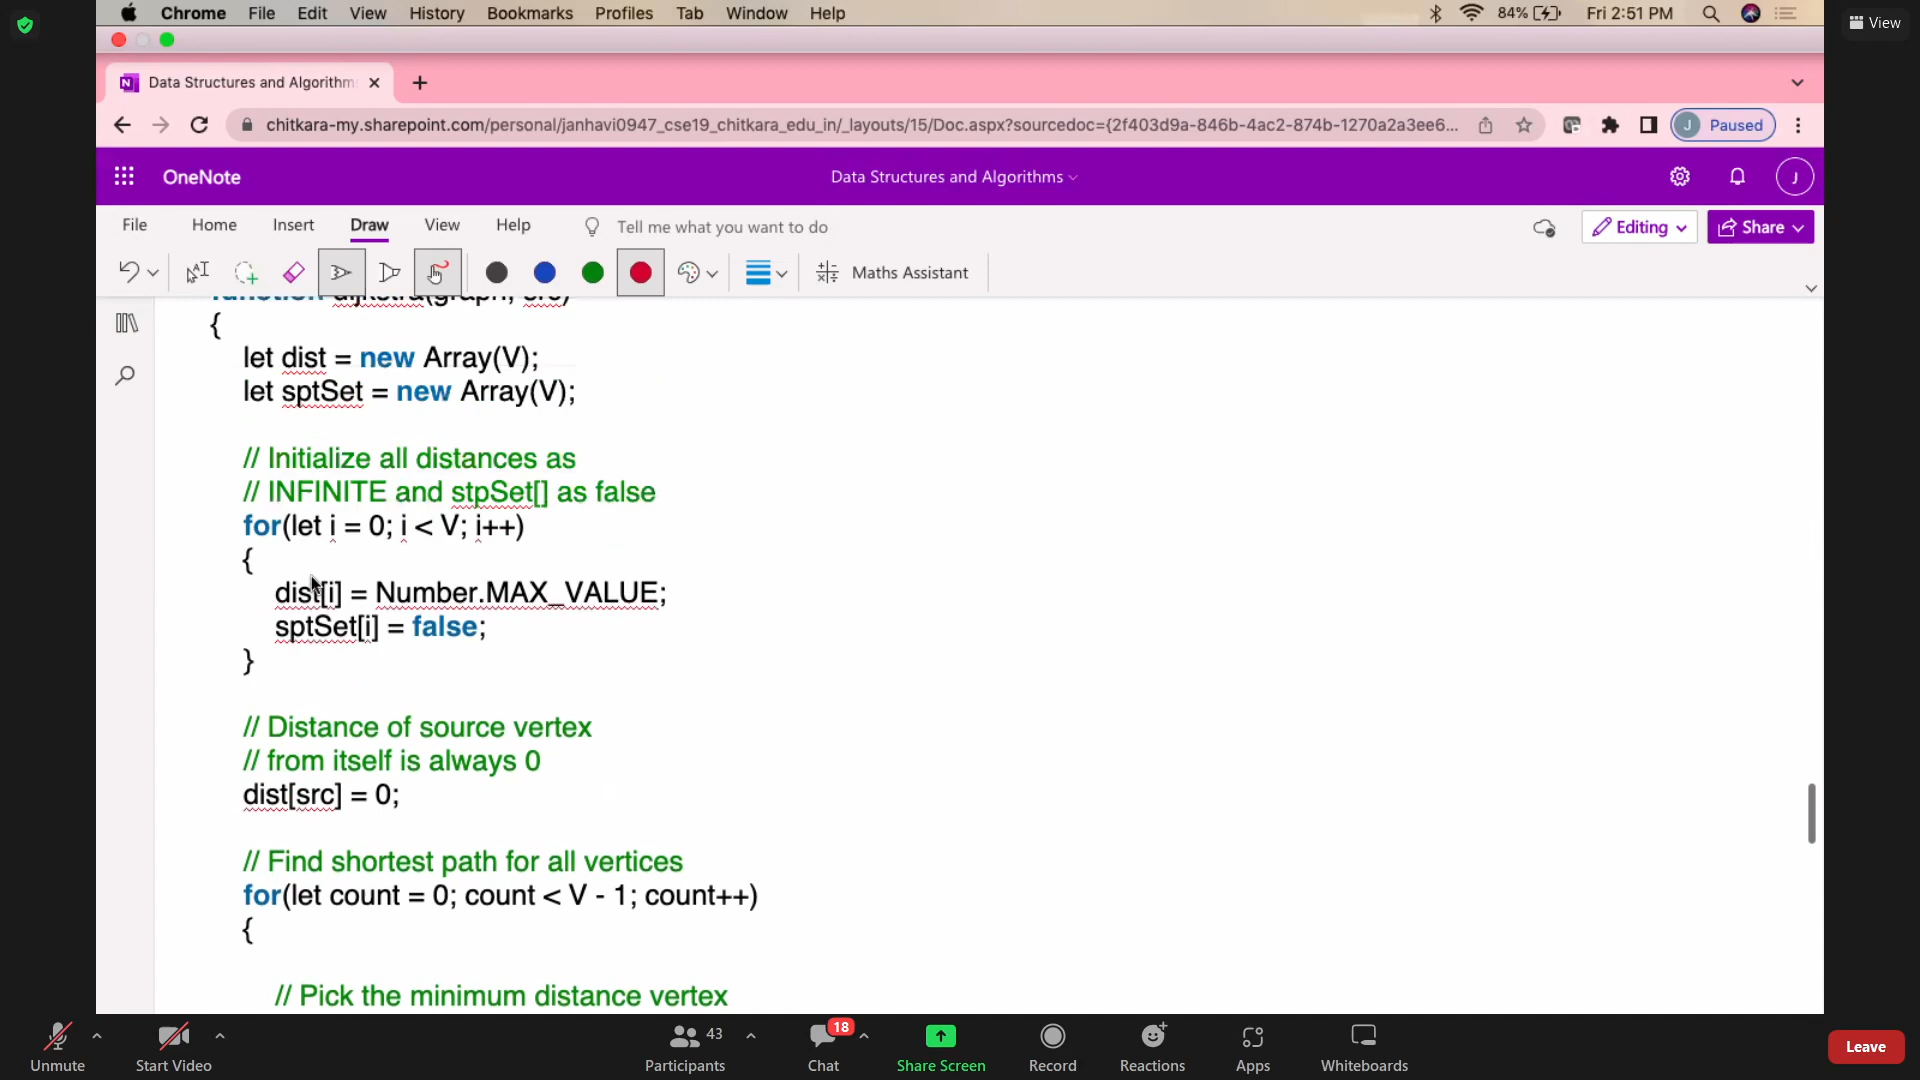 Chrome File Edit View History Bookmarks Profiles Tab Window Help 84% Fri 2:51 PM
View
Data Structures and Algorithm
chitkara-my.sharepoint.com/personal/janhavi0947_cse19_chitkara_edu_in/_layouts/15/Doc.aspx?sourcedoc={2f403d9a-846b-4ac2-874b-1270a2a3ee6... J Paused
OneNote Data Structures and Algorithms J
File Home Insert Draw View Help Tell me what you want to do Editing Share
Maths Assistant
function dijkstra(graph, src)
{
let dist = new Array(V);
let sptSet = new Array(V);
// Initialize all distances as
// INFINITE and stpSet[] as false
for(let i = 0; i < V; i++)
{
dist[i] = Number.MAX_VALUE;
sptSet[i] = false;
}
// Distance of source vertex
// from itself is always 0
dist[src] = 0;
// Find shortest path for all vertices
for(let count = 0; count < V - 1; count++)
{
// Pick the minimum distance vertex
43 18
Unmute Start Video Participants Chat Share Screen Record Reactions Apps Whiteboards Leave